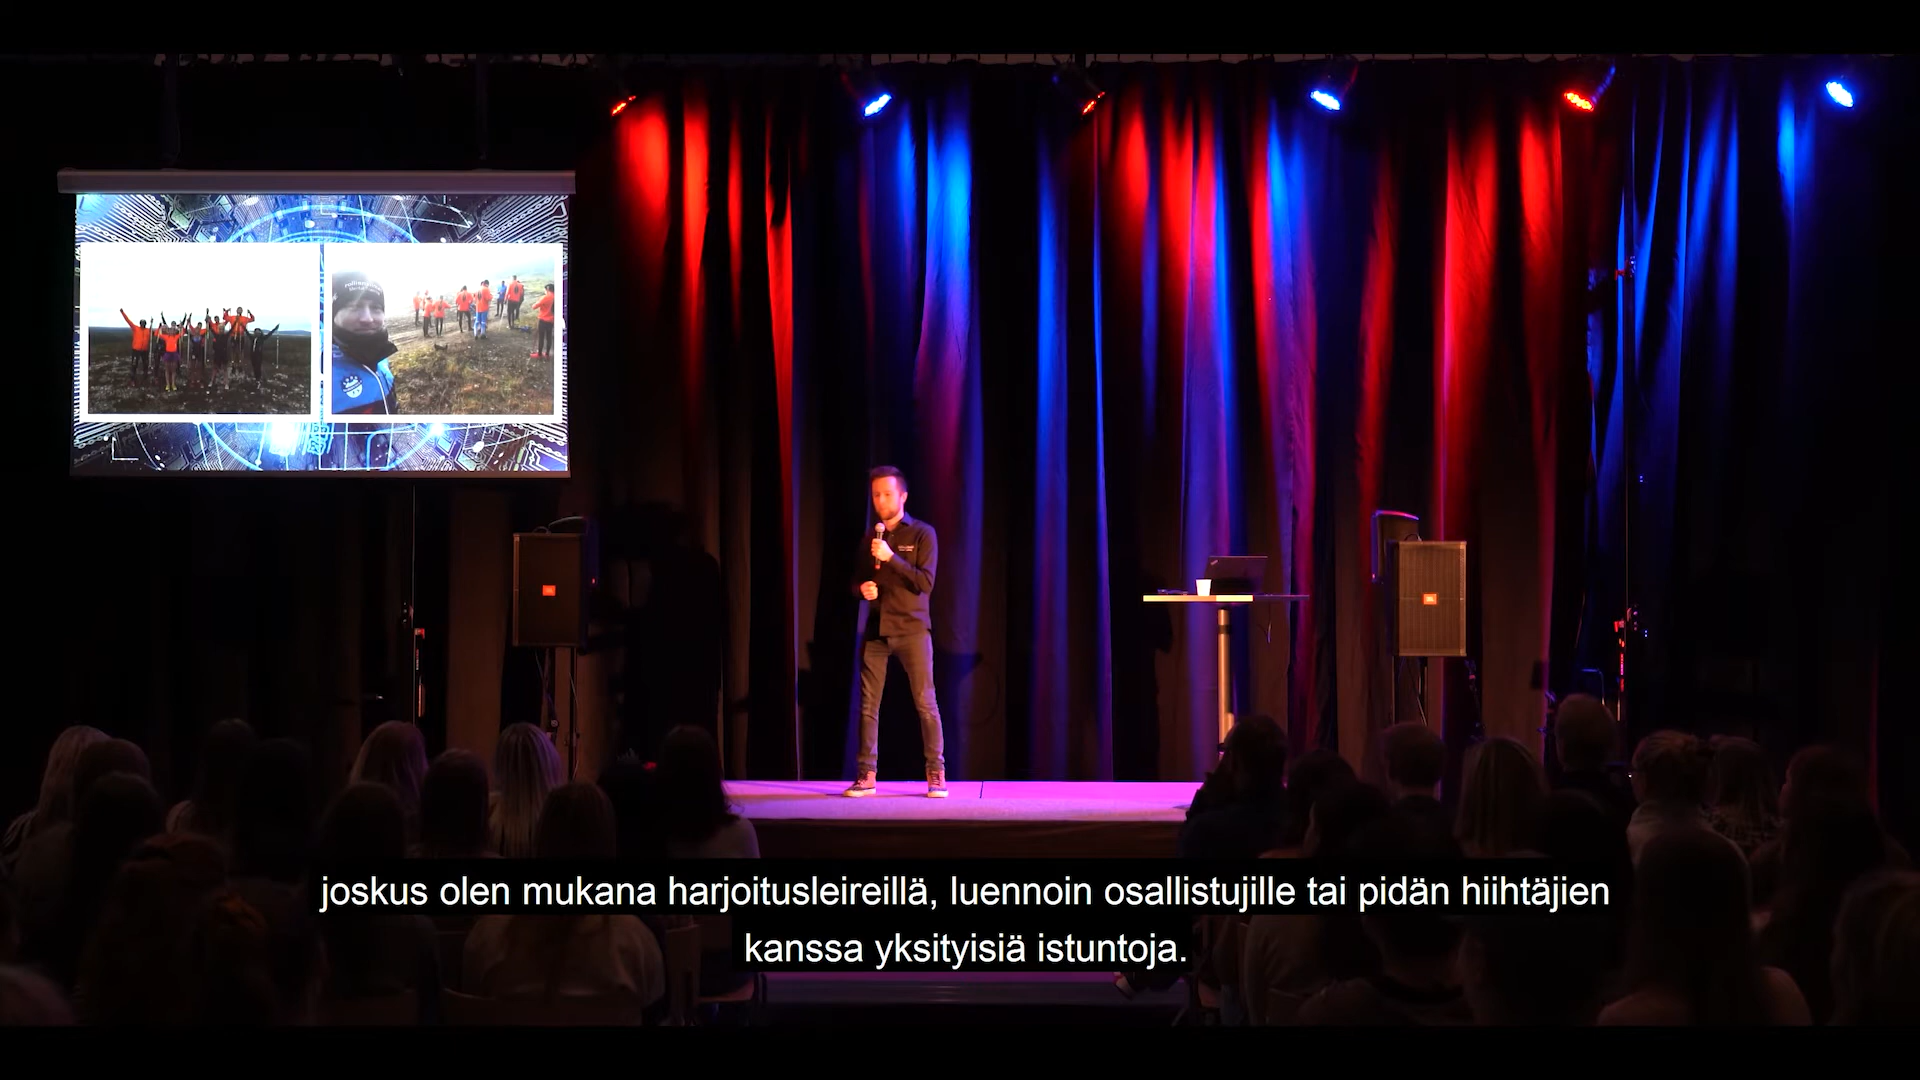 joskus olen mukana harjoitusleireillä, luennoin osallistujille tai pidän hiihtäjien
kanssa yksityisiä istuntoja.